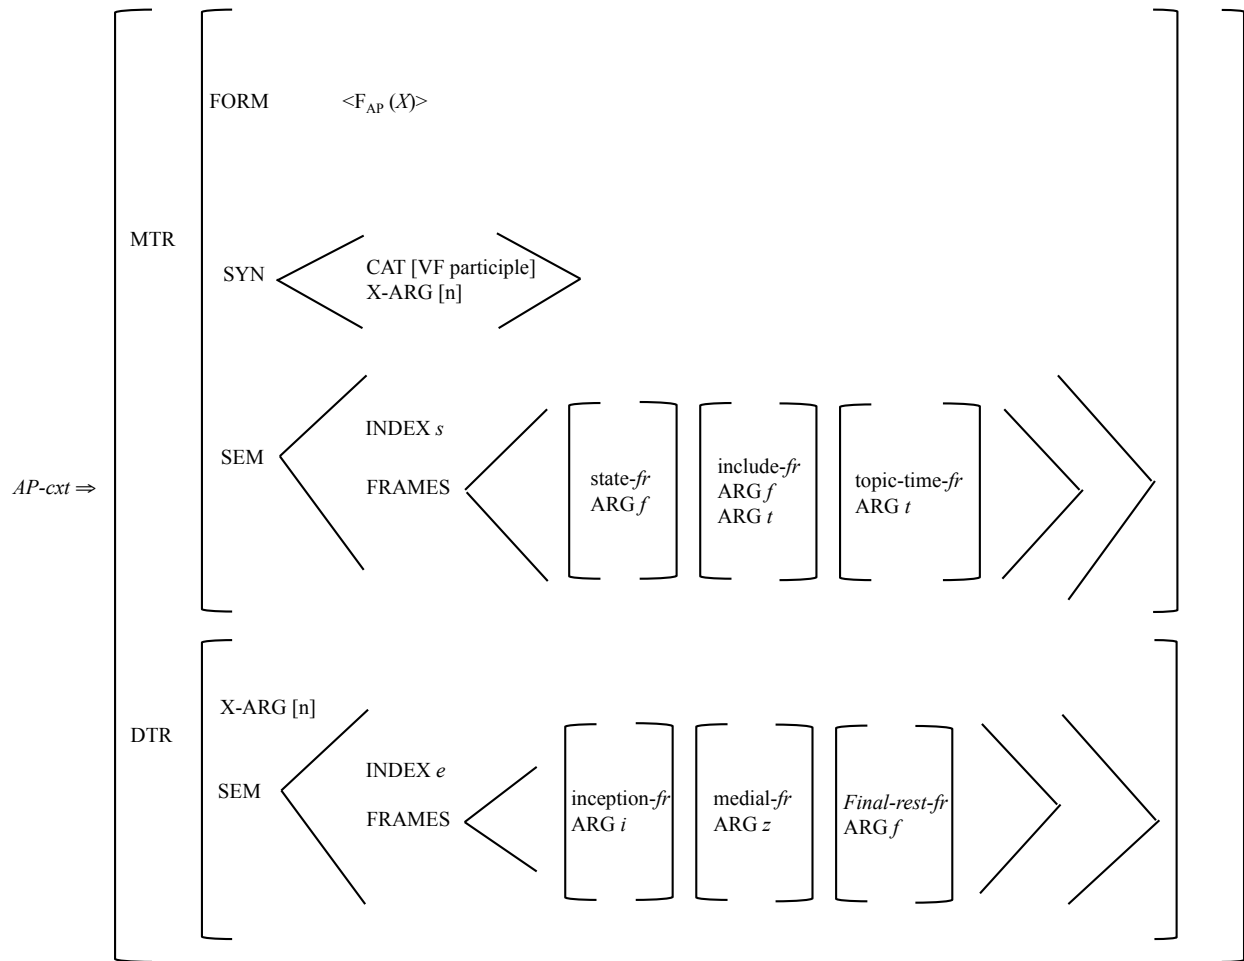 FORM <F_AP (X)>
MTR
SYN
CAT [VF participle]
X-ARG [n]
AP-cxt ⇒
SEM
INDEX s
FRAMES
state-fr
ARG f
include-fr
ARG f
ARG t
topic-time-fr
ARG t
DTR
X-ARG [n]
SEM
INDEX e
FRAMES
inception-fr
ARG i
medial-fr
ARG z
Final-rest-fr
ARG f